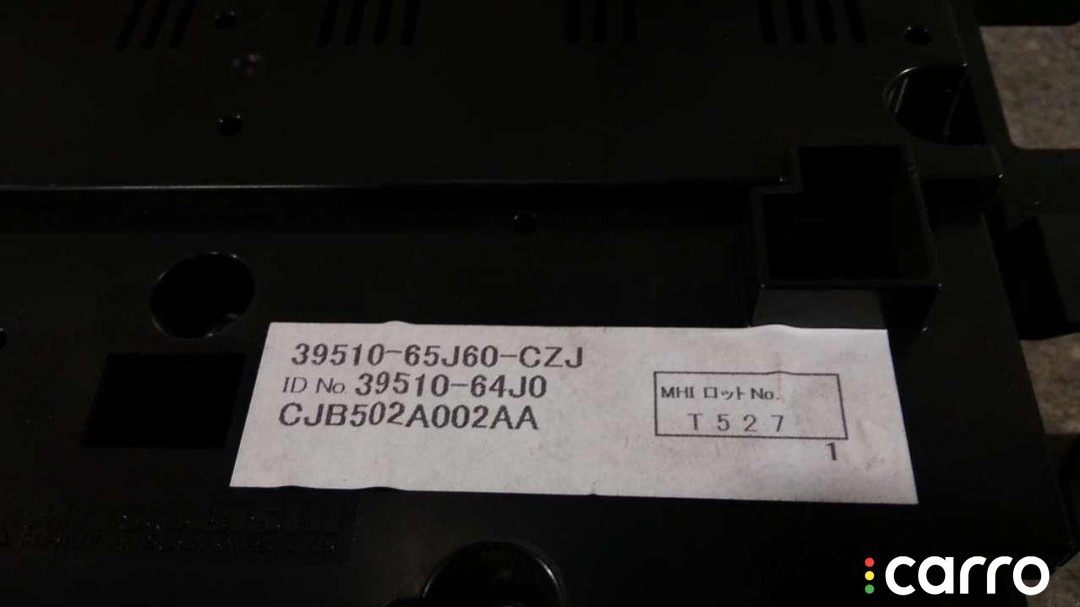 39510-65J60-CZJ
ID No. 39510-64J0
CJB502A002AA
MHI ロット No.
T527
1
carro